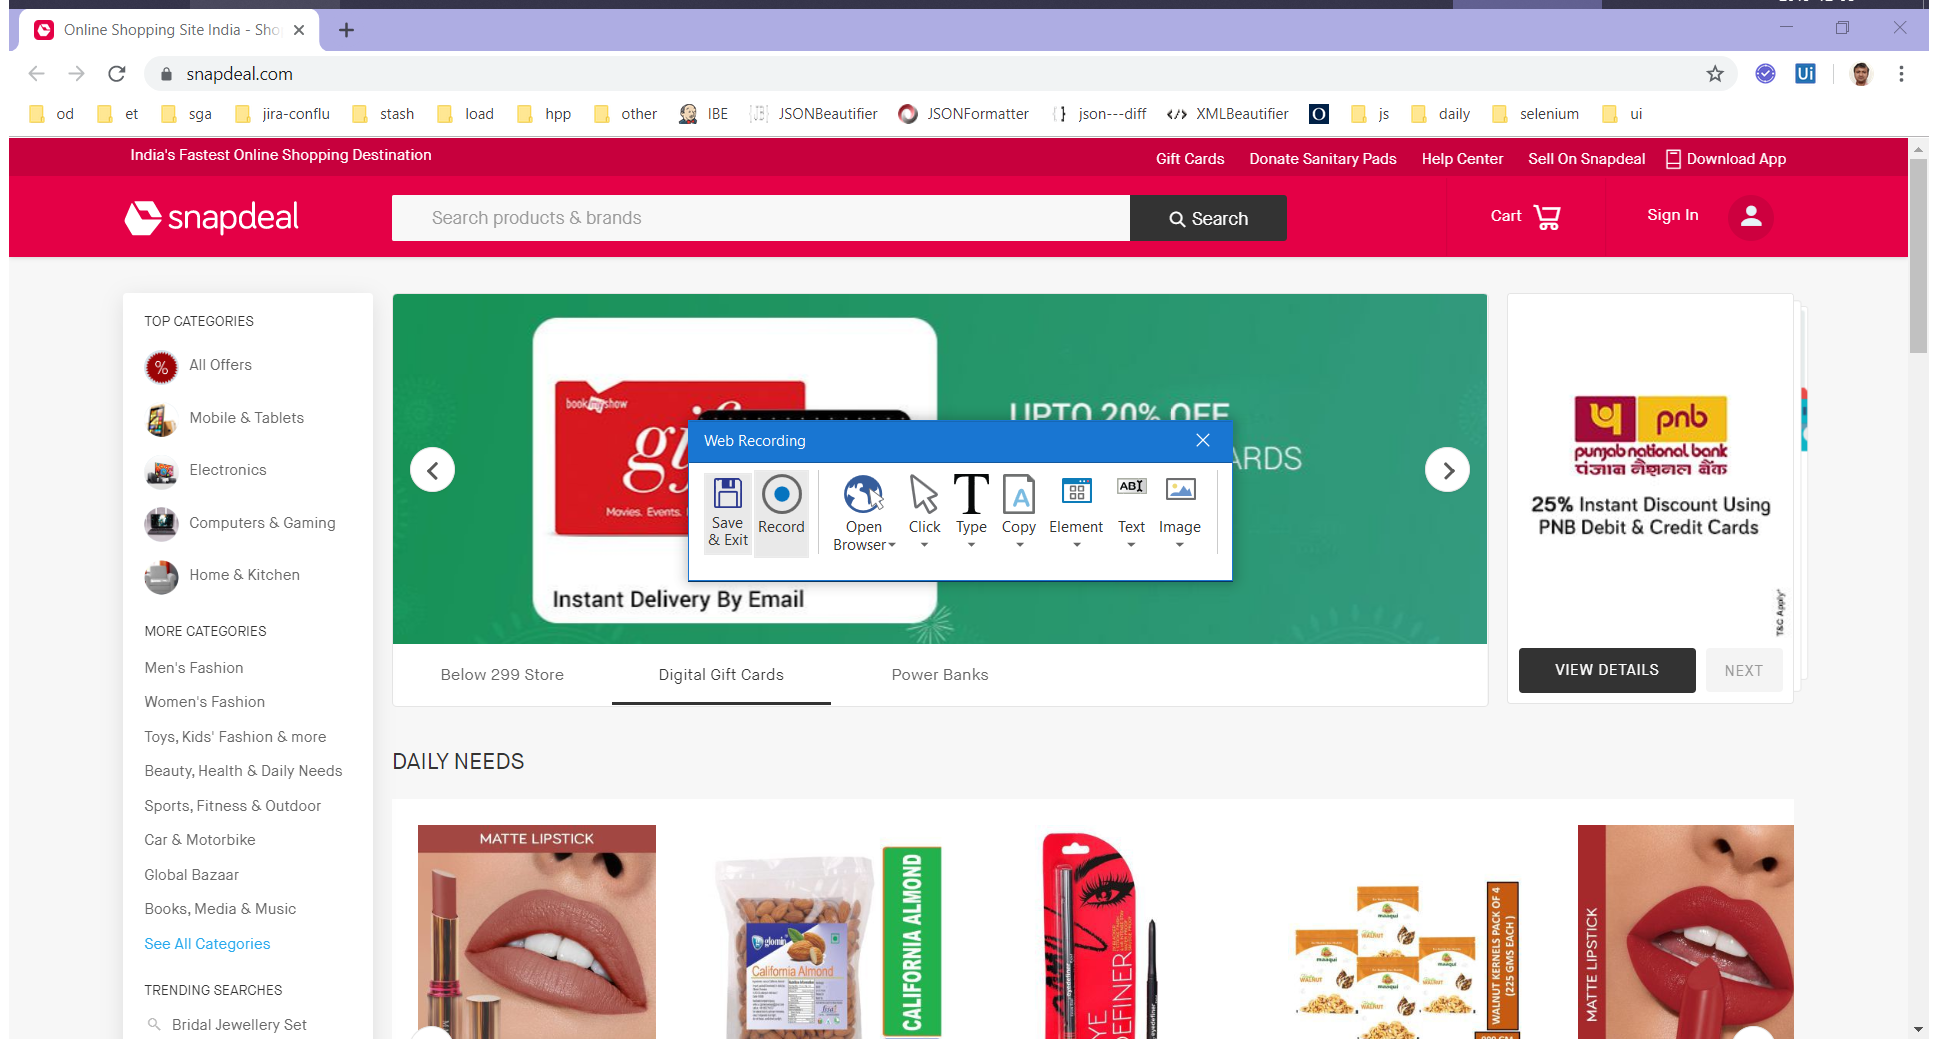 Online Shopping Site India - Sho
snapdeal.com
od et sga jira-conflu stash load hpp other IBE JSONBeautifier JSONFormatter json---diff XMLBeautifier js daily selenium ui
India's Fastest Online Shopping Destination
Gift Cards Donate Sanitary Pads Help Center Sell On Snapdeal Download App
snapdeal
Search products & brands
Search
Cart
Sign In
TOP CATEGORIES
% All Offers
Mobile & Tablets
Electronics
Computers & Gaming
Home & Kitchen
MORE CATEGORIES
Men's Fashion
Women's Fashion
Toys, Kids' Fashion & more
Beauty, Health & Daily Needs
Sports, Fitness & Outdoor
Car & Motorbike
Global Bazaar
Books, Media & Music
See All Categories
TRENDING SEARCHES
Bridal Jewellery Set
bookmyshow
UPTO 20% OFF
Movies. Events.
Instant Delivery By Email
Web Recording
Save & Exit
Record
Open Browser
Click
Type
Copy
Element
Text
Image
Below 299 Store Digital Gift Cards Power Banks
pnb
punjab national bank
ਪੰਜਾਬ ਨੈਸ਼ਨਲ ਬੈਂਕ
25% Instant Discount Using
PNB Debit & Credit Cards
T&C Apply*
VIEW DETAILS
NEXT
DAILY NEEDS
MATTE LIPSTICK
glomin
California Almond
CALIFORNIA ALMOND
WALNUT KERNELS PACK OF 4
(225 GMS EACH )
MATTE LIPSTICK